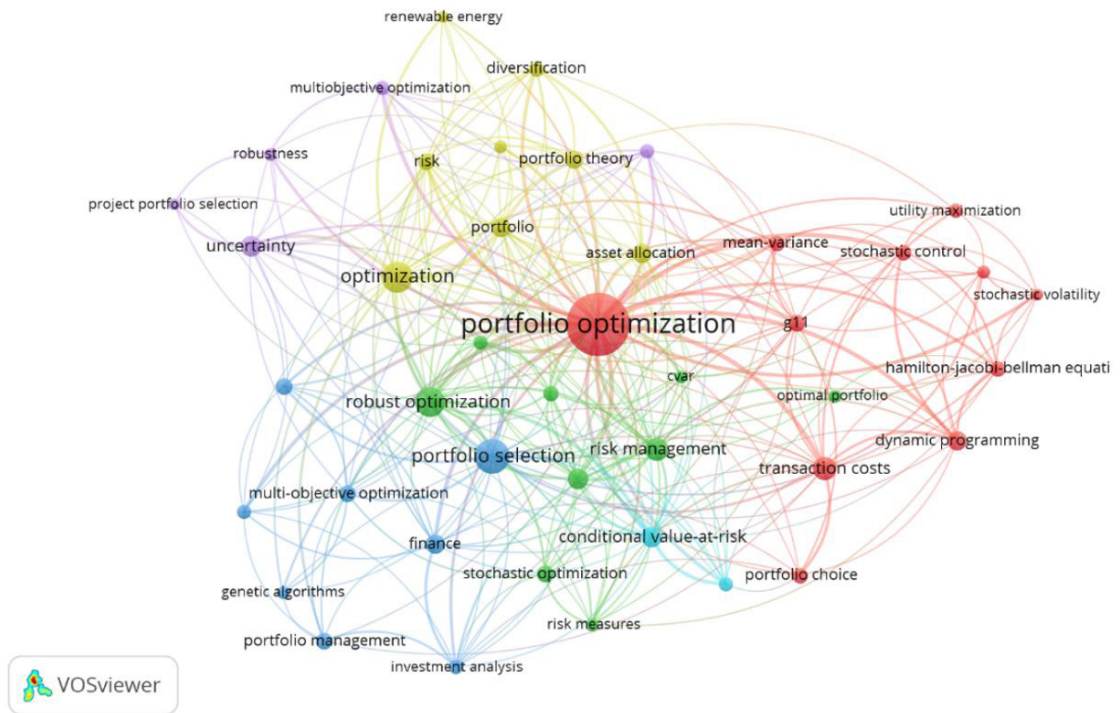 renewable energy
diversification
multiobjective optimization
robustness
risk
portfolio theory
project portfolio selection
utility maximization
portfolio
uncertainty
mean-variance
asset allocation
stochastic control
optimization
stochastic volatility
portfolio optimization
g11
hamilton-jacobi-bellman equati
cvar
optimal portfolio
robust optimization
dynamic programming
risk management
portfolio selection
transaction costs
multi-objective optimization
conditional value-at-risk
finance
stochastic optimization
portfolio choice
genetic algorithms
risk measures
portfolio management
investment analysis
VOSviewer